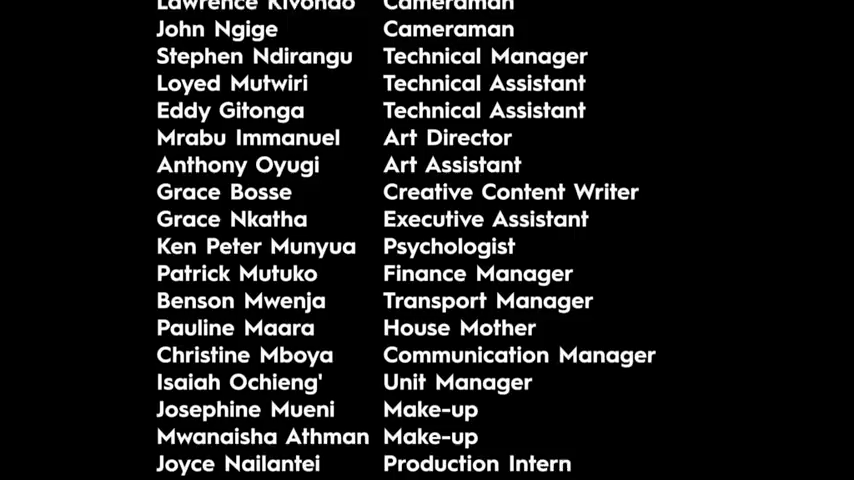 Lawrence Kivondo Cameraman
John Ngige Cameraman
Stephen Ndirangu Technical Manager
Loyed Mutwiri Technical Assistant
Eddy Gitonga Technical Assistant
Mrabu Immanuel Art Director
Anthony Oyugi Art Assistant
Grace Bosse Creative Content Writer
Grace Nkatha Executive Assistant
Ken Peter Munyua Psychologist
Patrick Mutuko Finance Manager
Benson Mwenja Transport Manager
Pauline Maara House Mother
Christine Mboya Communication Manager
Isaiah Ochieng' Unit Manager
Josephine Mueni Make-up
Mwanaisha Athman Make-up
Joyce Nailantei Production Intern